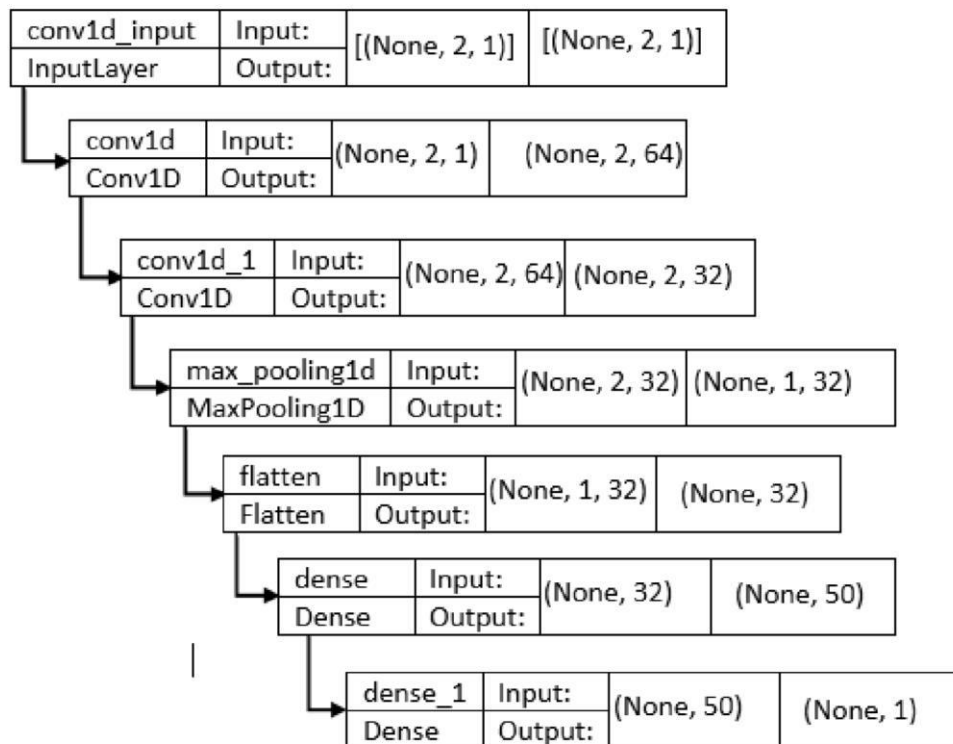 conv1d_input Input: [(None, 2, 1)] [(None, 2, 1)]
InputLayer Output:
conv1d Input: (None, 2, 1) (None, 2, 64)
Conv1D Output:
conv1d_1 Input: (None, 2, 64) (None, 2, 32)
Conv1D Output:
max_pooling1d Input: (None, 2, 32) (None, 1, 32)
MaxPooling1D Output:
flatten Input: (None, 1, 32) (None, 32)
Flatten Output:
dense Input: (None, 32) (None, 50)
Dense Output:
dense_1 Input: (None, 50) (None, 1)
Dense Output: